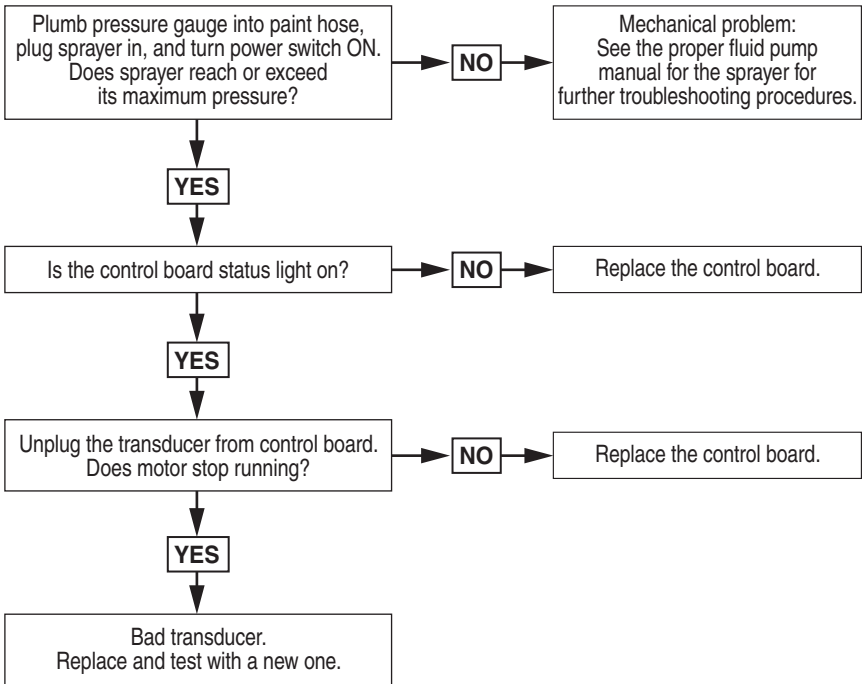 Plumb pressure gauge into paint hose,
plug sprayer in, and turn power switch ON.
Does sprayer reach or exceed
its maximum pressure?
NO
Mechanical problem:
See the proper fluid pump
manual for the sprayer for
further troubleshooting procedures.
YES
Is the control board status light on?
NO
Replace the control board.
YES
Unplug the transducer from control board.
Does motor stop running?
NO
Replace the control board.
YES
Bad transducer.
Replace and test with a new one.